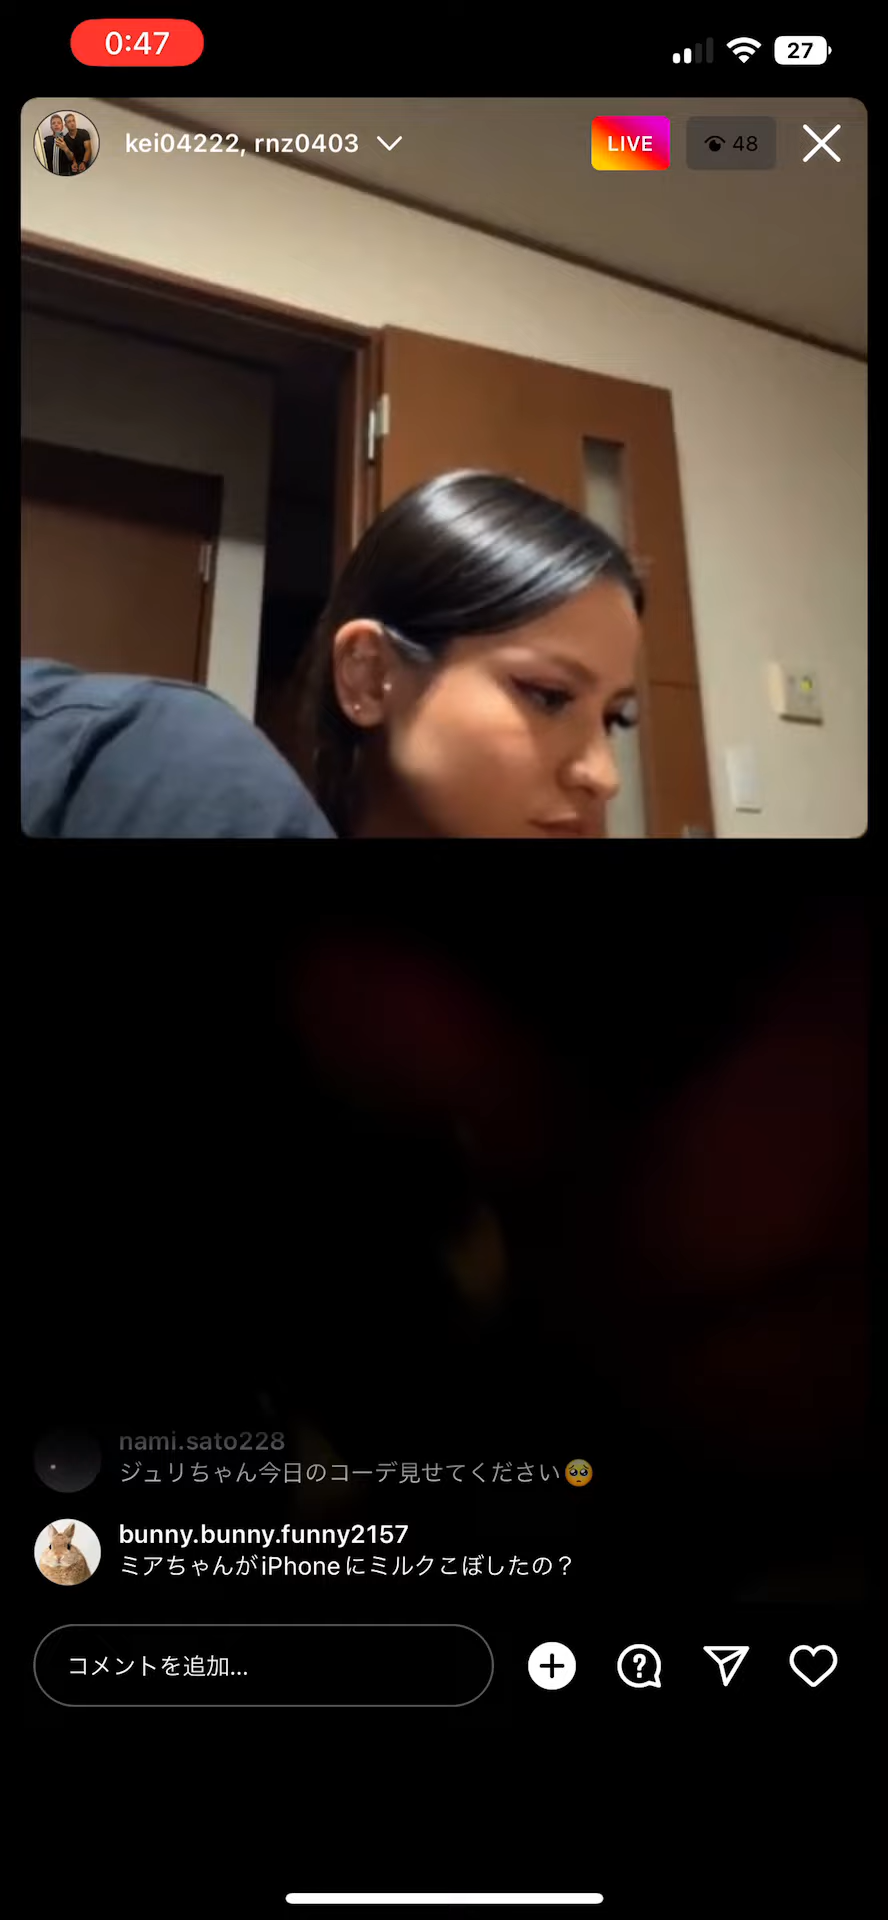 0:47
27
kei04222, rnz0403
LIVE
48
nami.sato228
ジュリちゃん今日のコーデ見せてください🥺
bunny.bunny.funny2157
ミアちゃんがiPhoneにミルクこぼしたの？
コメントを追加...